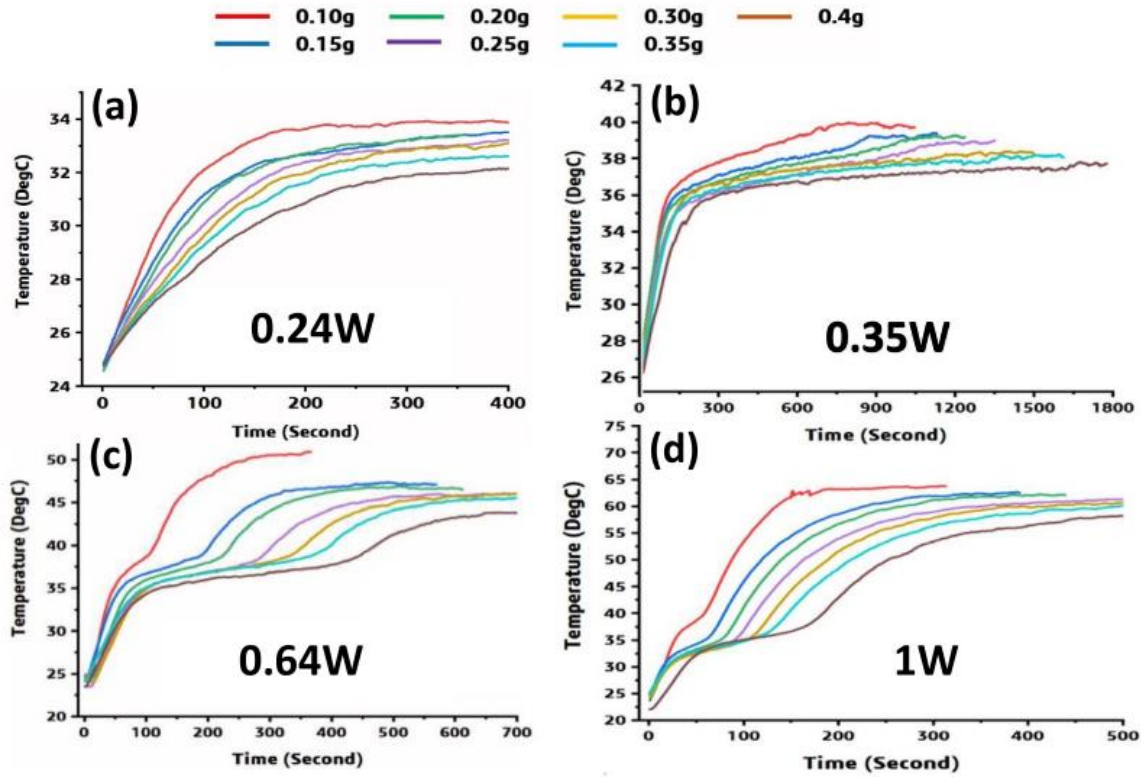 0.10g 0.20g 0.30g 0.4g
0.15g 0.25g 0.35g
(a)
34
32
30
28
26
24
Temperature (DegC)
0.24W
0 100 200 300 400
Time (Second)
(b)
42
40
38
36
34
32
30
28
26
Temperature (DegC)
0.35W
0 300 600 900 1200 1500 1800
Time (Second)
(c)
50
45
40
35
30
25
20
Temperature (DegC)
0.64W
0 100 200 300 400 500 600 700
Time (Second)
(d)
75
70
65
60
55
50
45
40
35
30
25
20
Temperature (DegC)
1W
0 100 200 300 400 500
Time (Second)